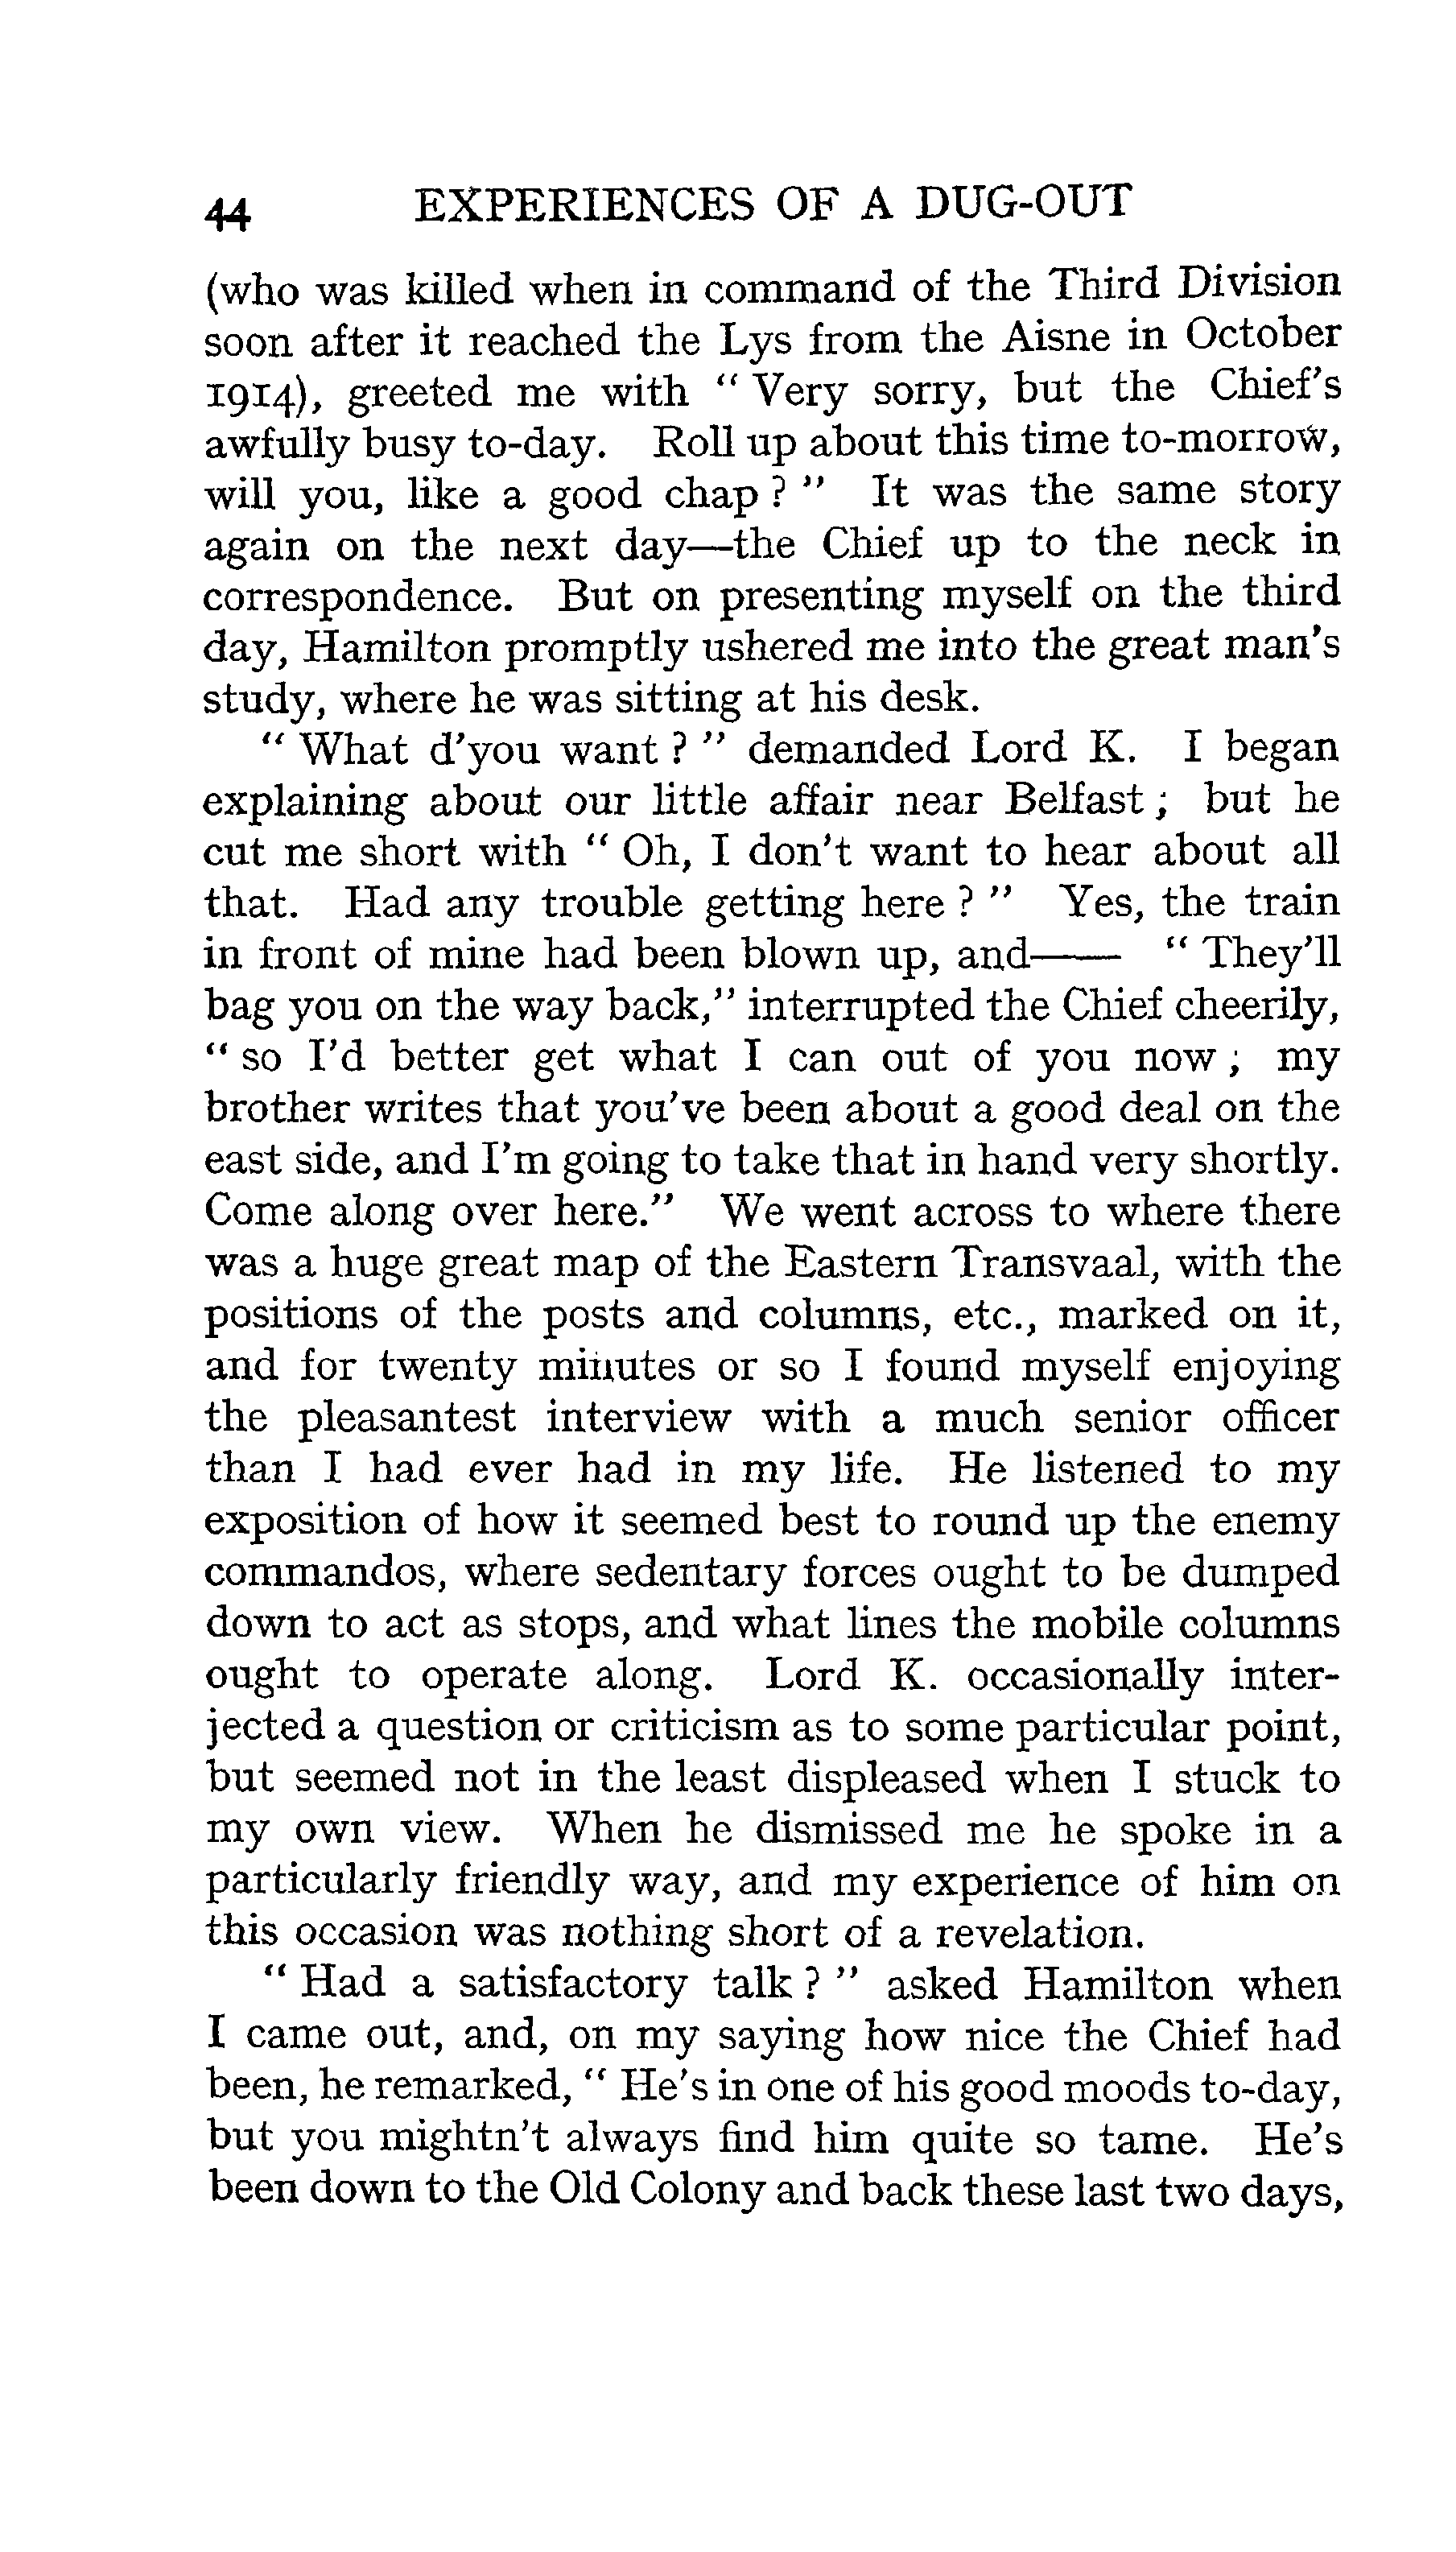 44 EXPERIENCES OF A DUG-OUT
(who was killed when in command of the Third Division
soon after it reached the Lys from the Aisne in October
1914), greeted me with " Very sorry, but the Chief's
awfully busy to-day. Roll up about this time to-morrow,
will you, like a good chap ? " It was the same story
again on the next day—the Chief up to the neck in
correspondence. But on presenting myself on the third
day, Hamilton promptly ushered me into the great man's
study, where he was sitting at his desk.
" What d'you want ? " demanded Lord K. I began
explaining about our little affair near Belfast ; but he
cut me short with " Oh, I don't want to hear about all
that. Had any trouble getting here ? " Yes, the train
in front of mine had been blown up, and—— " They'll
bag you on the way back," interrupted the Chief cheerily,
" so I'd better get what I can out of you now ; my
brother writes that you've been about a good deal on the
east side, and I'm going to take that in hand very shortly.
Come along over here." We went across to where there
was a huge great map of the Eastern Transvaal, with the
positions of the posts and columns, etc., marked on it,
and for twenty minutes or so I found myself enjoying
the pleasantest interview with a much senior officer
than I had ever had in my life. He listened to my
exposition of how it seemed best to round up the enemy
commandos, where sedentary forces ought to be dumped
down to act as stops, and what lines the mobile columns
ought to operate along. Lord K. occasionally inter-
jected a question or criticism as to some particular point,
but seemed not in the least displeased when I stuck to
my own view. When he dismissed me he spoke in a
particularly friendly way, and my experience of him on
this occasion was nothing short of a revelation.
" Had a satisfactory talk ? " asked Hamilton when
I came out, and, on my saying how nice the Chief had
been, he remarked, " He's in one of his good moods to-day,
but you mightn't always find him quite so tame. He's
been down to the Old Colony and back these last two days,